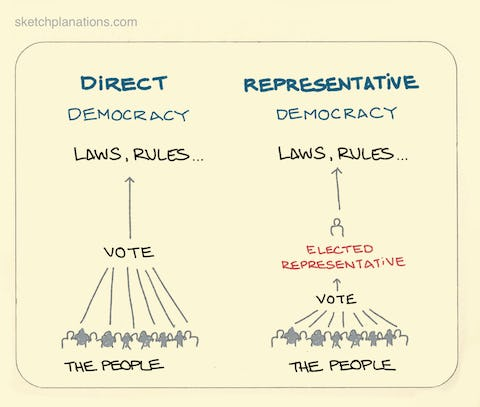 sketchplanations.com
DIRECT
DEMOCRACY
LAWS, RULES...
VOTE
THE PEOPLE
REPRESENTATIVE
DEMOCRACY
LAWS, RULES...
ELECTED
REPRESENTATIVE
VOTE
THE PEOPLE